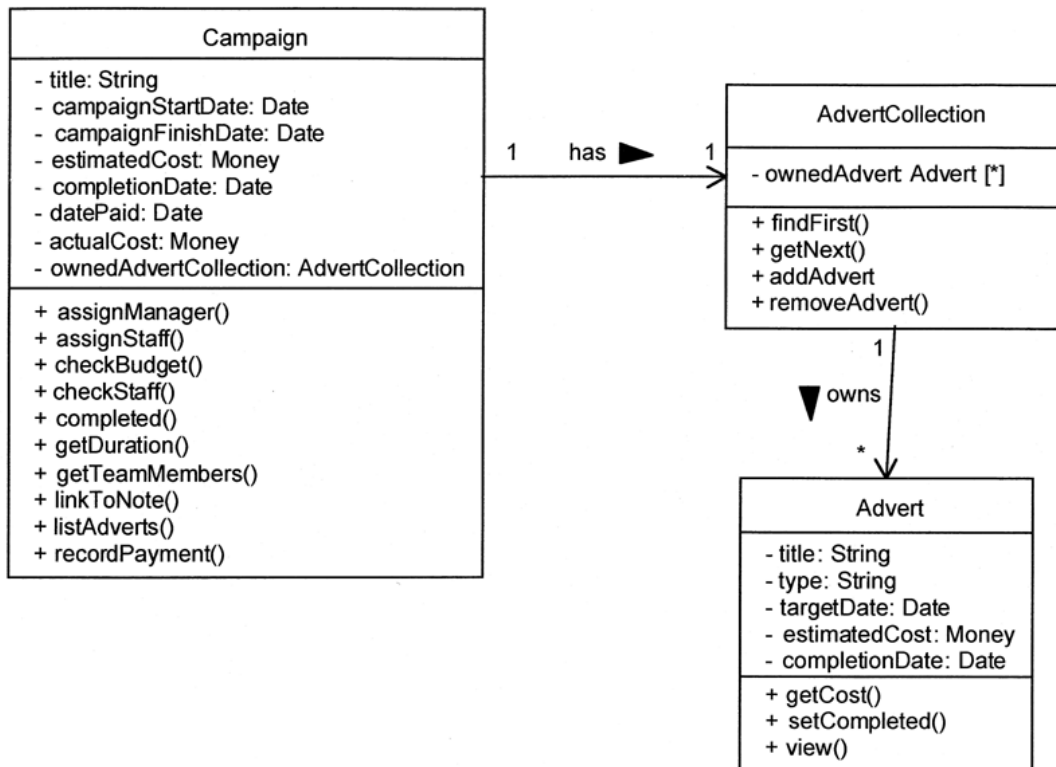 Campaign
- title: String
- campaignStartDate: Date
- campaignFinishDate: Date
- estimatedCost: Money
- completionDate: Date
- datePaid: Date
- actualCost: Money
- ownedAdvertCollection: AdvertCollection
+ assignManager()
+ assignStaff()
+ checkBudget()
+ checkStaff()
+ completed()
+ getDuration()
+ getTeamMembers()
+ linkToNote()
+ listAdverts()
+ recordPayment()
1 has ▶ 1
AdvertCollection
- ownedAdvert: Advert [*]
+ findFirst()
+ getNext()
+ addAdvert
+ removeAdvert()
1
▼ owns
*
Advert
- title: String
- type: String
- targetDate: Date
- estimatedCost: Money
- completionDate: Date
+ getCost()
+ setCompleted()
+ view()